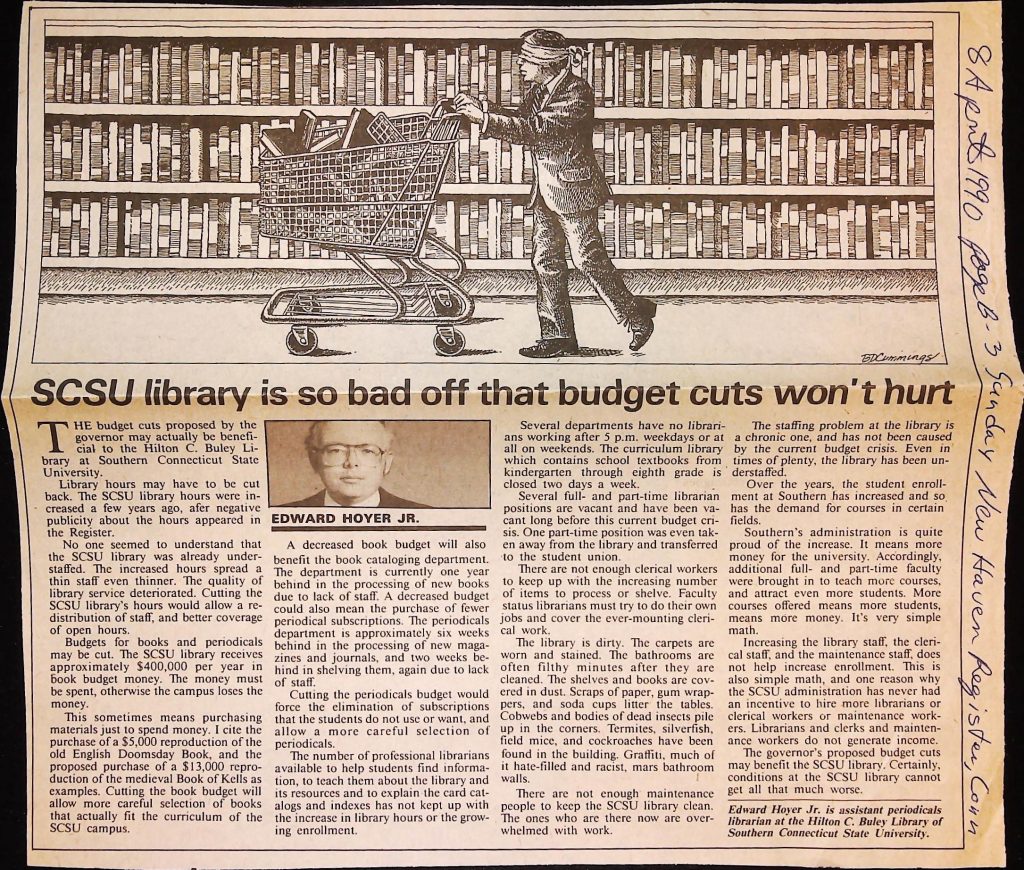 EDCummings
SCSU library is so bad off that budget cuts won't hurt
THE budget cuts proposed by the
governor may actually be benefi-
cial to the Hilton C. Buley Li-
brary at Southern Connecticut State
University.
Library hours may have to be cut
back. The SCSU library hours were in-
creased a few years ago, afer negative
publicity about the hours appeared in
the Register.
No one seemed to understand that
the SCSU library was already under-
staffed. The increased hours spread a
thin staff even thinner. The quality of
library service deteriorated. Cutting the
SCSU library's hours would allow a re-
distribution of staff, and better coverage
of open hours.
Budgets for books and periodicals
may be cut. The SCSU library receives
approximately $400,000 per year in
book budget money. The money must
be spent, otherwise the campus loses the
money.
This sometimes means purchasing
materials just to spend money. I cite the
purchase of a $5,000 reproduction of the
old English Doomsday Book, and the
proposed purchase of a $13,000 repro-
duction of the medieval Book of Kells as
examples. Cutting the book budget will
allow more careful selection of books
that actually fit the curriculum of the
SCSU campus.
EDWARD HOYER JR.
A decreased book budget will also
benefit the book cataloging department.
The department is currently one year
behind in the processing of new books
due to lack of staff. A decreased budget
could also mean the purchase of fewer
periodical subscriptions. The periodicals
department is approximately six weeks
behind in the processing of new maga-
zines and journals, and two weeks be-
hind in shelving them, again due to lack
of staff.
Cutting the periodicals budget would
force the elimination of subscriptions
that the students do not use or want, and
allow a more careful selection of
periodicals.
The number of professional librarians
available to help students find informa-
tion, to teach them about the library and
its resources and to explain the card cat-
alogs and indexes has not kept up with
the increase in library hours or the grow-
ing enrollment.
Several departments have no librari-
ans working after 5 p.m. weekdays or at
all on weekends. The curriculum library
which contains school textbooks from
kindergarten through eighth grade is
closed two days a week.
Several full- and part-time librarian
positions are vacant and have been va-
cant long before this current budget cri-
sis. One part-time position was even tak-
en away from the library and transferred
to the student union.
There are not enough clerical workers
to keep up with the increasing number
of items to process or shelve. Faculty
status librarians must try to do their own
jobs and cover the ever-mounting cleri-
cal work.
The library is dirty. The carpets are
worn and stained. The bathrooms are
often filthy minutes after they are
cleaned. The shelves and books are cov-
ered in dust. Scraps of paper, gum wrap-
pers, and soda cups litter the tables.
Cobwebs and bodies of dead insects pile
up in the corners. Termites, silverfish,
field mice, and cockroaches have been
found in the building. Graffiti, much of
it hate-filled and racist, mars bathroom
walls.
There are not enough maintenance
people to keep the SCSU library clean.
The ones who are there now are over-
whelmed with work.
The staffing problem at the library is
a chronic one, and has not been caused
by the current budget crisis. Even in
times of plenty, the library has been un-
derstaffed.
Over the years, the student enroll-
ment at Southern has increased and so
has the demand for courses in certain
fields.
Southern's administration is quite
proud of the increase. It means more
money for the university. Accordingly,
additional full- and part-time faculty
were brought in to teach more courses,
and attract even more students. More
courses offered means more students,
means more money. It's very simple
math.
Increasing the library staff, the cleri-
cal staff, and the maintenance staff, does
not help increase enrollment. This is
also simple math, and one reason why
the SCSU administration has never had
an incentive to hire more librarians or
clerical workers or maintenance work-
ers. Librarians and clerks and mainten-
ance workers do not generate income.
The governor's proposed budget cuts
may benefit the SCSU library. Certainly,
conditions at the SCSU library cannot
get all that much worse.
Edward Hoyer Jr. is assistant periodicals
librarian at the Hilton C. Buley Library of
Southern Connecticut State University.
8 April 1990 page B-3 Sunday New Haven Register, Conn